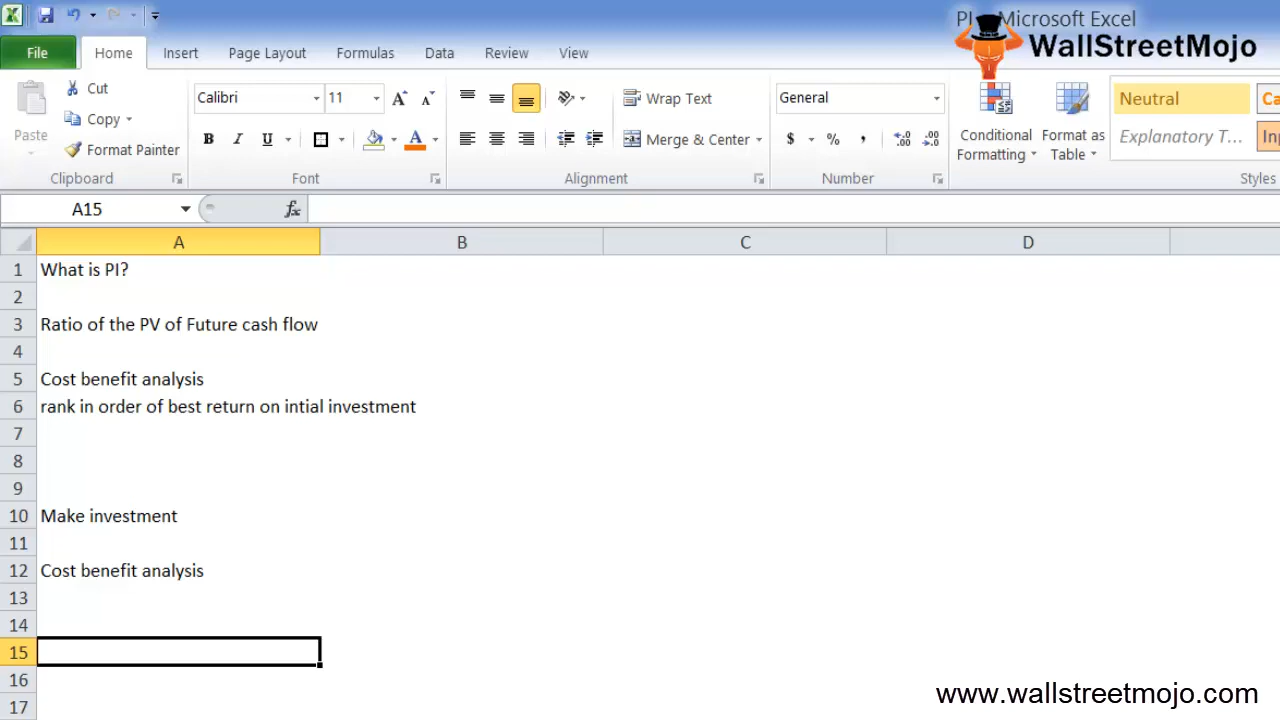 PI - Microsoft Excel
WallStreetMojo
File Home Insert Page Layout Formulas Data Review View
Cut
Copy
Format Painter
Paste
Clipboard
Calibri 11
B I U A
Font
Wrap Text
Merge & Center
Alignment
General
$ % ,
Number
Conditional Formatting
Format as Table
Neutral
Explanatory T...
Styles
A15 fx
A B C D
1 What is PI?
2
3 Ratio of the PV of Future cash flow
4
5 Cost benefit analysis
6 rank in order of best return on intial investment
7
8
9
10 Make investment
11
12 Cost benefit analysis
13
14
15
16
17
www.wallstreetmojo.com